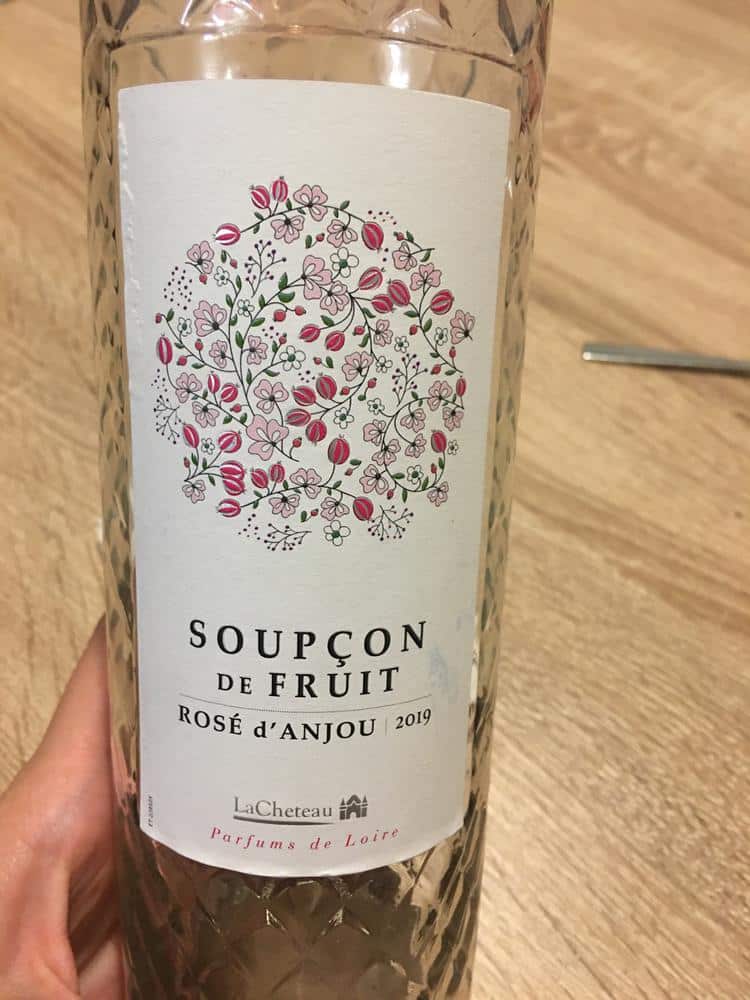 SOUPÇON
DE FRUIT
ROSÉ d'ANJOU | 2019
LaCheteau
Parfums de Loire